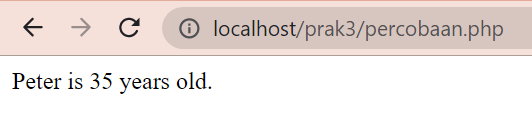 localhost/prak3/percobaan.php
Peter is 35 years old.